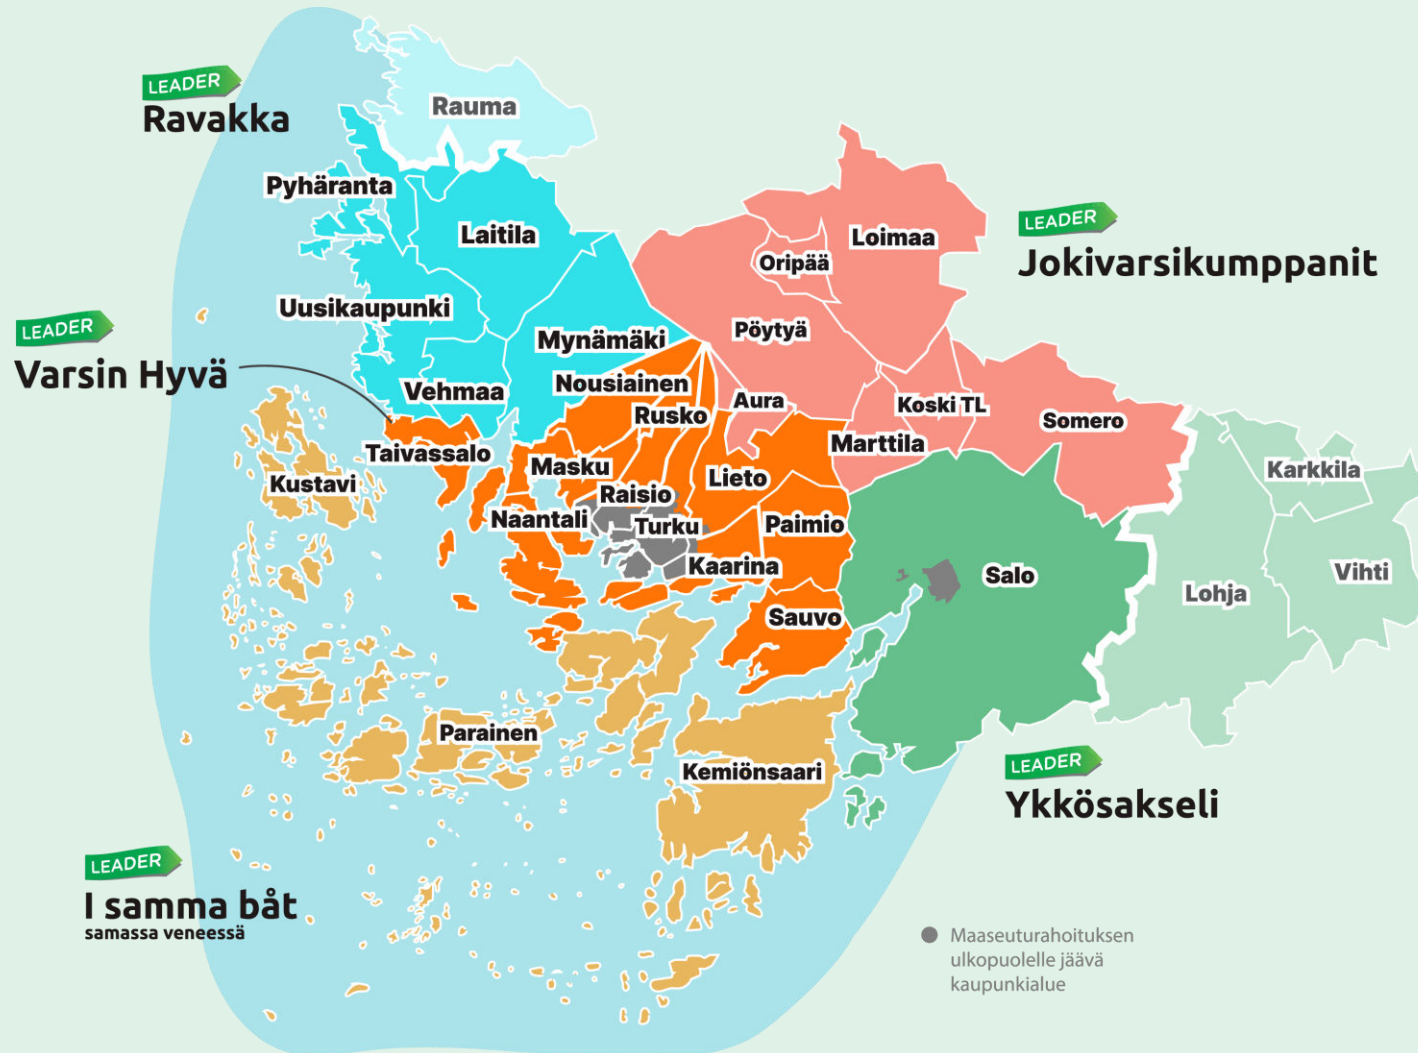 LEADER
Ravakka
Rauma
Pyhäranta
Laitila
Loimaa
LEADER
Jokivarsikumppanit
Oripää
Uusikaupunki
Pöytyä
LEADER
Varsin Hyvä
Mynämäki
Vehmaa
Nousiainen
Aura
Koski TL
Rusko
Somero
Marttila
Taivassalo
Masku
Karkkila
Kustavi
Lieto
Raisio
Naantali
Turku
Paimio
Kaarina
Salo
Vihti
Lohja
Sauvo
Parainen
Kemiönsaari
LEADER
Ykkösakseli
LEADER
I samma båt
samassa veneessä
Maaseuturahoituksen
ulkopuolelle jäävä
kaupunkialue